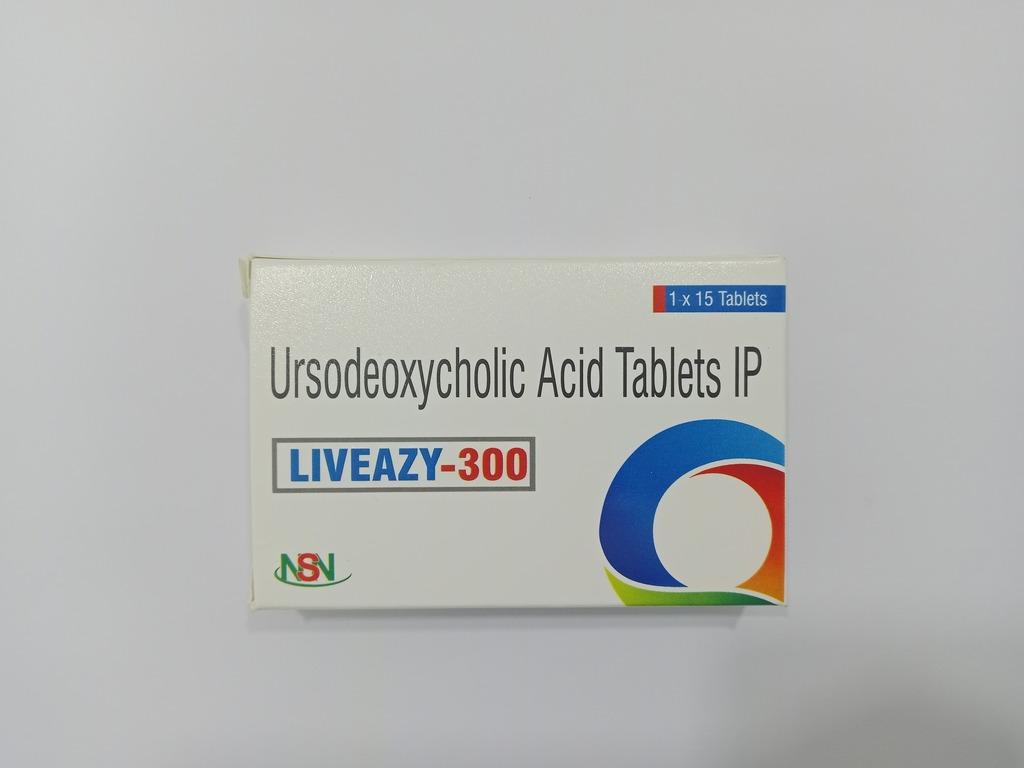 1 x 15 Tablets
Ursodeoxycholic Acid Tablets IP
LIVEAZY-300
NSN